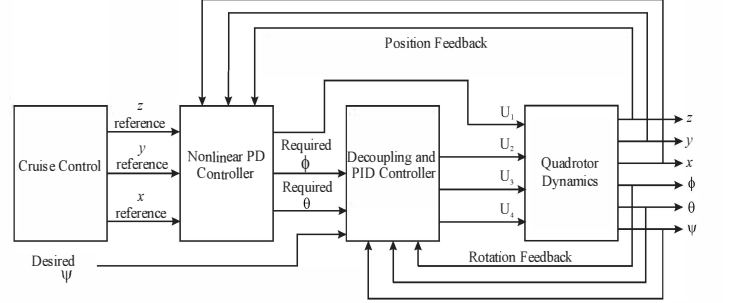 Position Feedback
z
reference
y
reference
x
reference
Cruise Control
Nonlinear PD
Controller
Required
ϕ
Required
θ
Decoupling and
PID Controller
U₁
U₂
U₃
U₄
Quadrotor
Dynamics
z
y
x
ϕ
θ
ψ
Desired
ψ
Rotation Feedback